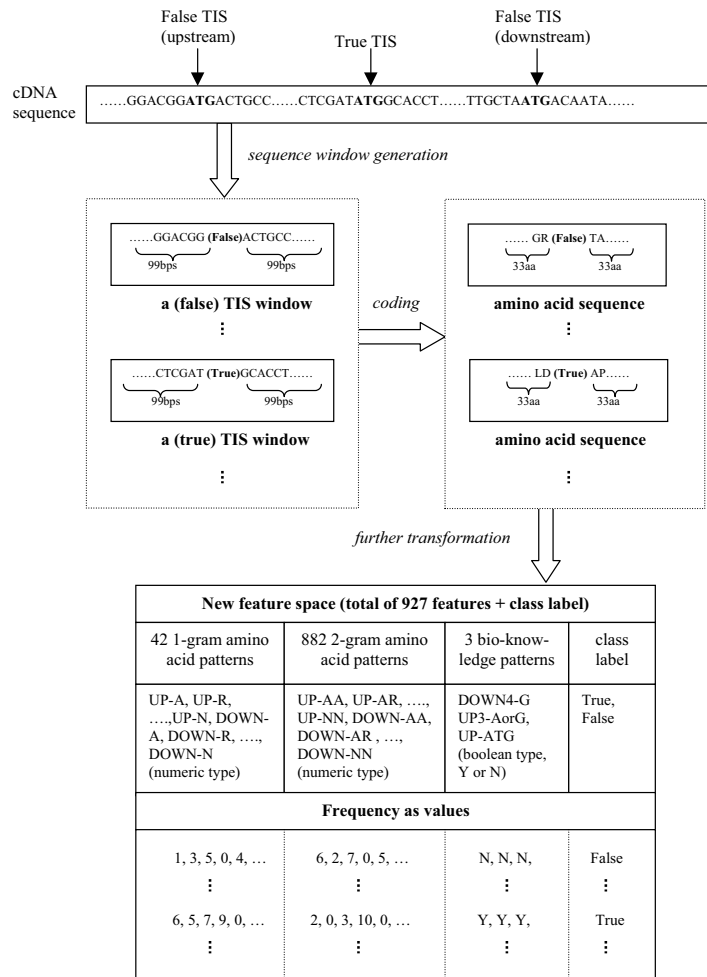 False TIS
(upstream)
True TIS
False TIS
(downstream)
cDNA
sequence
……GGACGGATGACTGCC……CTCGATATGGCACCT……TTGCTAATGACAATA……
sequence window generation
……GGACGG (False)ACTGCC……
99bps
99bps
a (false) TIS window
⋮
……CTCGAT (True)GCACCT……
99bps
99bps
a (true) TIS window
⋮
coding
…… GR (False) TA……
33aa
33aa
amino acid sequence
⋮
…… LD (True) AP……
33aa
33aa
amino acid sequence
⋮
further transformation
New feature space (total of 927 features + class label)
42 1-gram amino
acid patterns
882 2-gram amino
acid patterns
3 bio-know-
ledge patterns
class
label
UP-A, UP-R,
….,UP-N, DOWN-
A, DOWN-R, ….,
DOWN-N
(numeric type)
UP-AA, UP-AR, ….,
UP-NN, DOWN-AA,
DOWN-AR , …,
DOWN-NN
(numeric type)
DOWN4-G
UP3-AorG,
UP-ATG
(boolean type,
Y or N)
True,
False
Frequency as values
1, 3, 5, 0, 4, …
6, 2, 7, 0, 5, …
N, N, N,
False
⋮ ⋮ ⋮ ⋮
6, 5, 7, 9, 0, …
2, 0, 3, 10, 0, …
Y, Y, Y,
True
⋮ ⋮ ⋮ ⋮